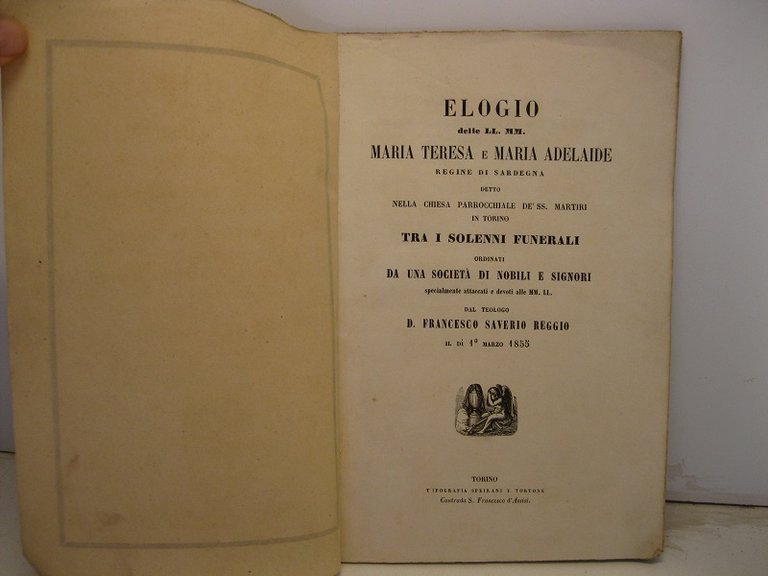 ELOGIO
delle LL. MM.
MARIA TERESA E MARIA ADELAIDE
REGINE DI SARDEGNA
DETTO
NELLA CHIESA PARROCCHIALE DE' SS. MARTIRI
IN TORINO
TRA I SOLENNI FUNERALI
ORDINATI
DA UNA SOCIETÀ DI NOBILI E SIGNORI
specialmente attaccati e devoti alle MM. LL.
DAL TEOLOGO
D. FRANCESCO SAVERIO REGGIO
IL DÌ 1º MARZO 1855
TORINO
TIPOGRAFIA SPEIRANI E TORTONE
Contrada S. Francesco d'Assisi.